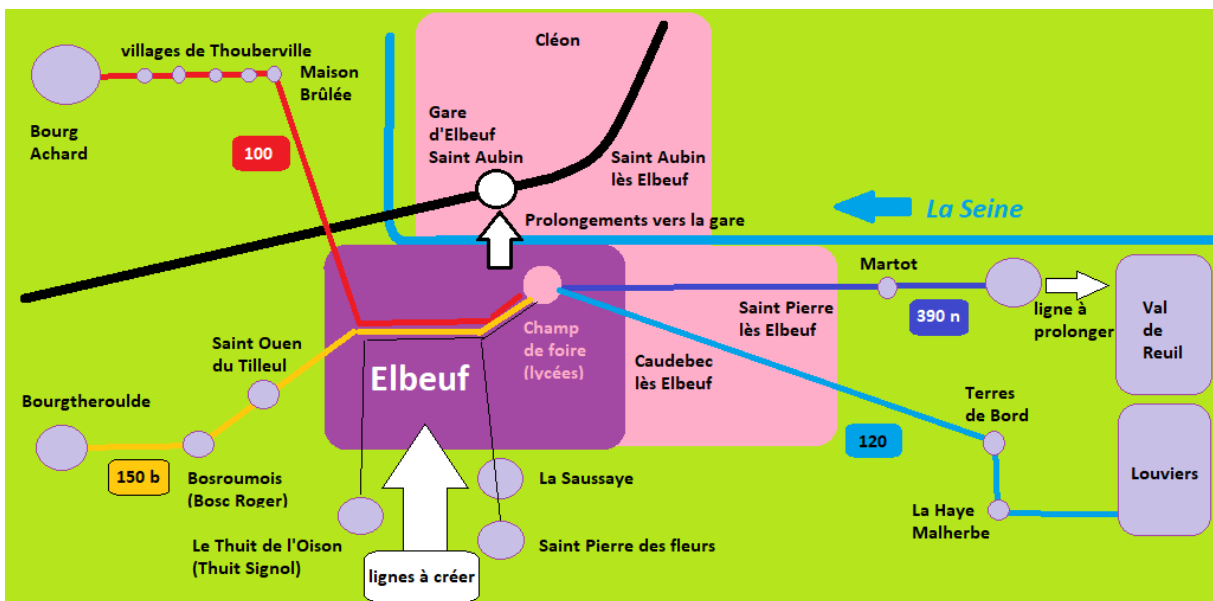 Cléon
villages de Thouberville
Maison
Brûlée
Bourg
Achard
100
Gare
d'Elbeuf
Saint Aubin
Saint Aubin
lès Elbeuf
La Seine
Prolongements vers la gare
Martot
390 n
ligne à
prolonger
Val
de
Reuil
Saint Pierre
lès Elbeuf
Champ
de foire
(lycées)
Caudebec
lès Elbeuf
Elbeuf
Saint Ouen
du Tilleul
Bourgtheroulde
150 b
Bosroumois
(Bosc Roger)
120
Terres
de Bord
Louviers
La Haye
Malherbe
La Saussaye
Le Thuit de l'Oison
(Thuit Signol)
Saint Pierre des fleurs
lignes à créer